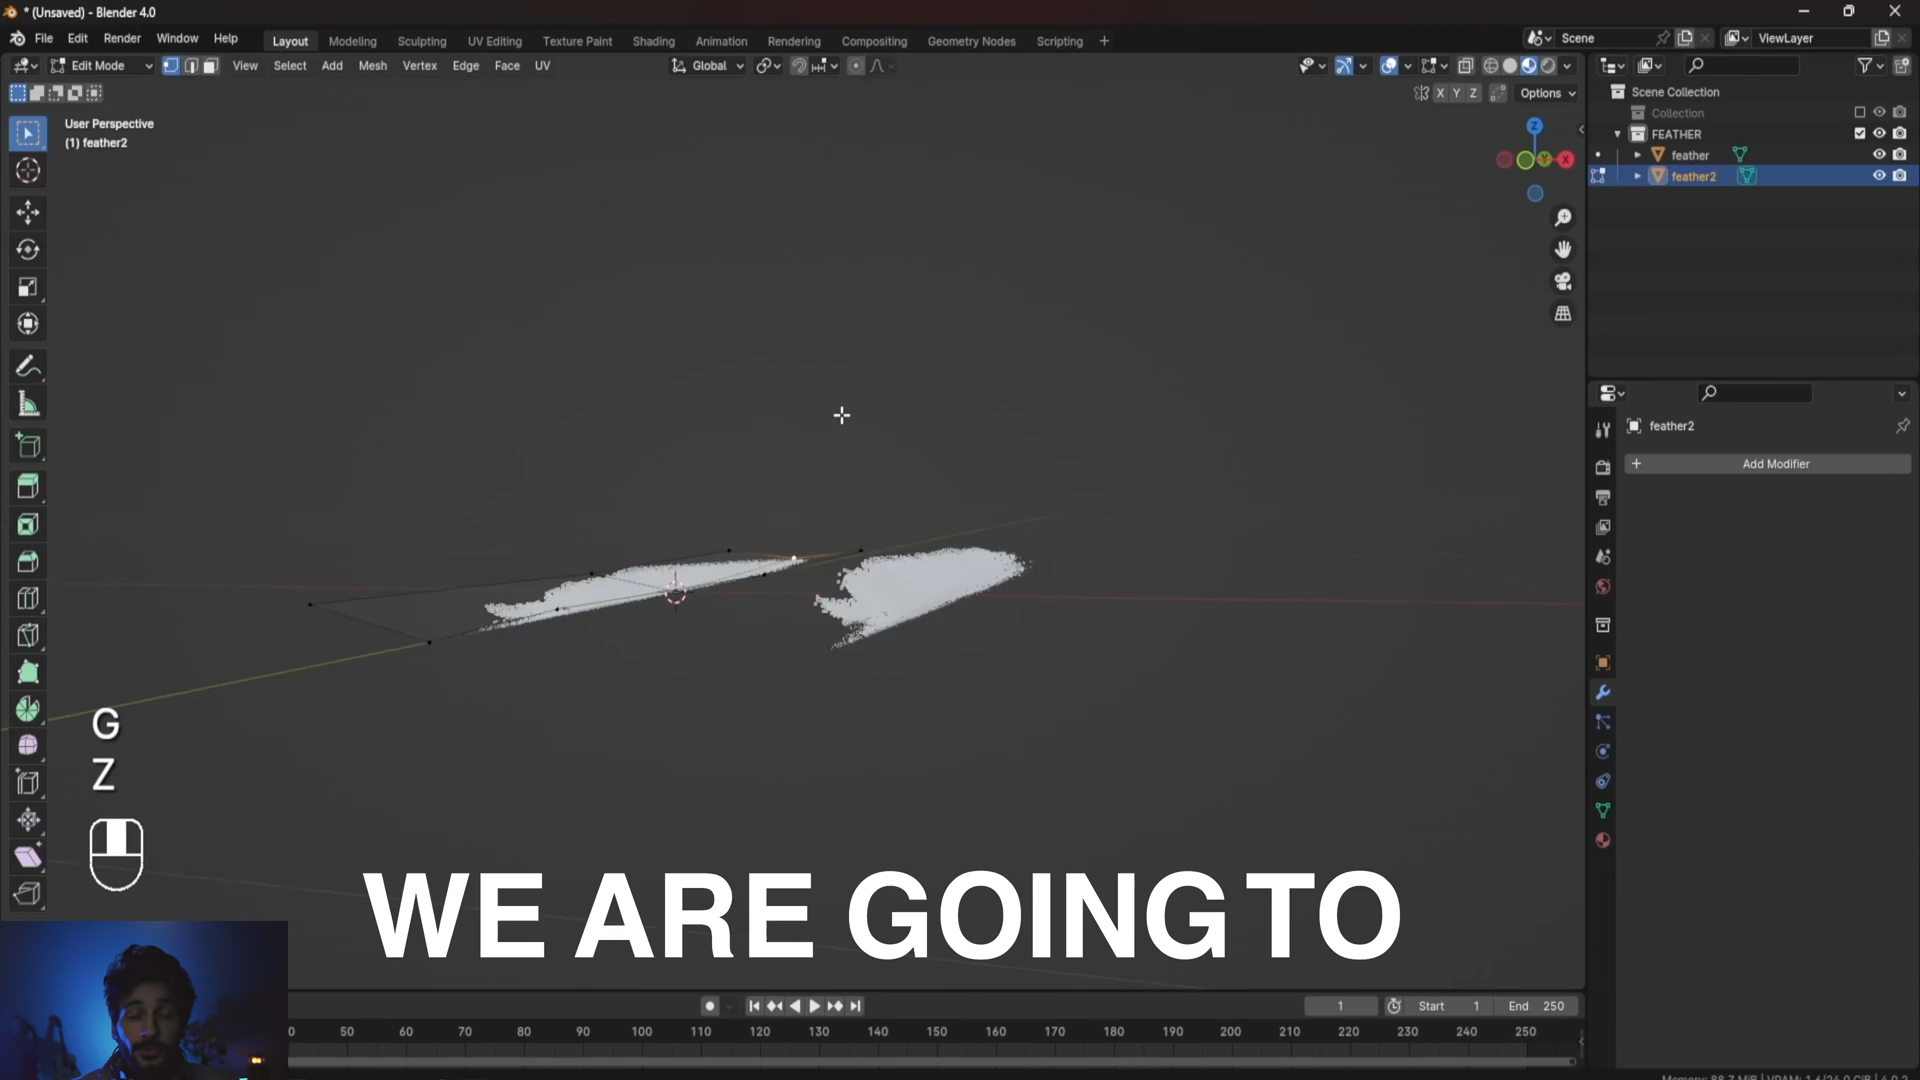 * (Unsaved) - Blender 4.0
File Edit Render Window Help
Layout Modeling Sculpting UV Editing Texture Paint Shading Animation Rendering Compositing Geometry Nodes Scripting +
Scene
ViewLayer
Edit Mode View Select Add Mesh Vertex Edge Face UV
Global
X Y Z Options
User Perspective
(1) feather2
Z
X
Scene Collection
Collection
FEATHER
feather
feather2
feather2
+ Add Modifier
G
Z
WE ARE GOING TO
1 Start 1 End 250
50 60 70 80 90 100 110 120 130 140 150 160 170 180 190 200 210 220 230 240 250